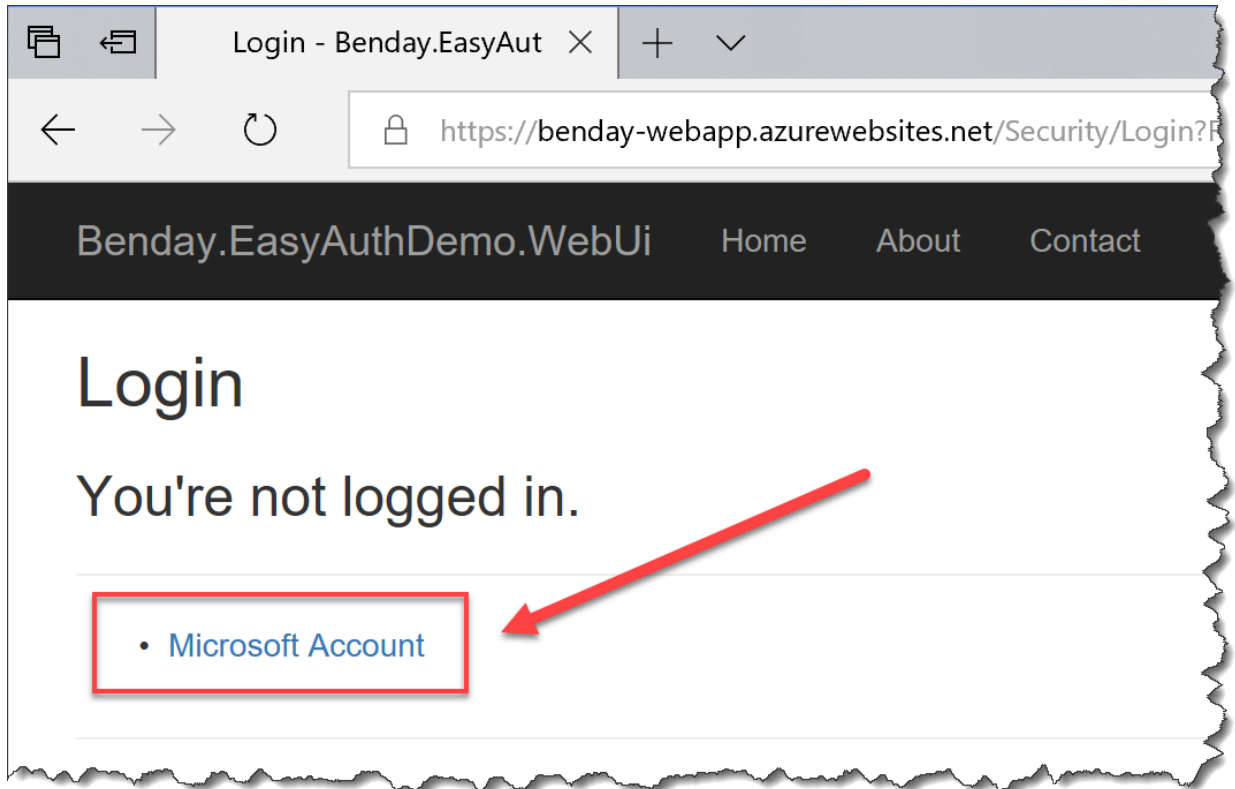 Login - Benday.EasyAut
https://benday-webapp.azurewebsites.net/Security/Login?
Benday.EasyAuthDemo.WebUi Home About Contact
Login
You're not logged in.
• Microsoft Account